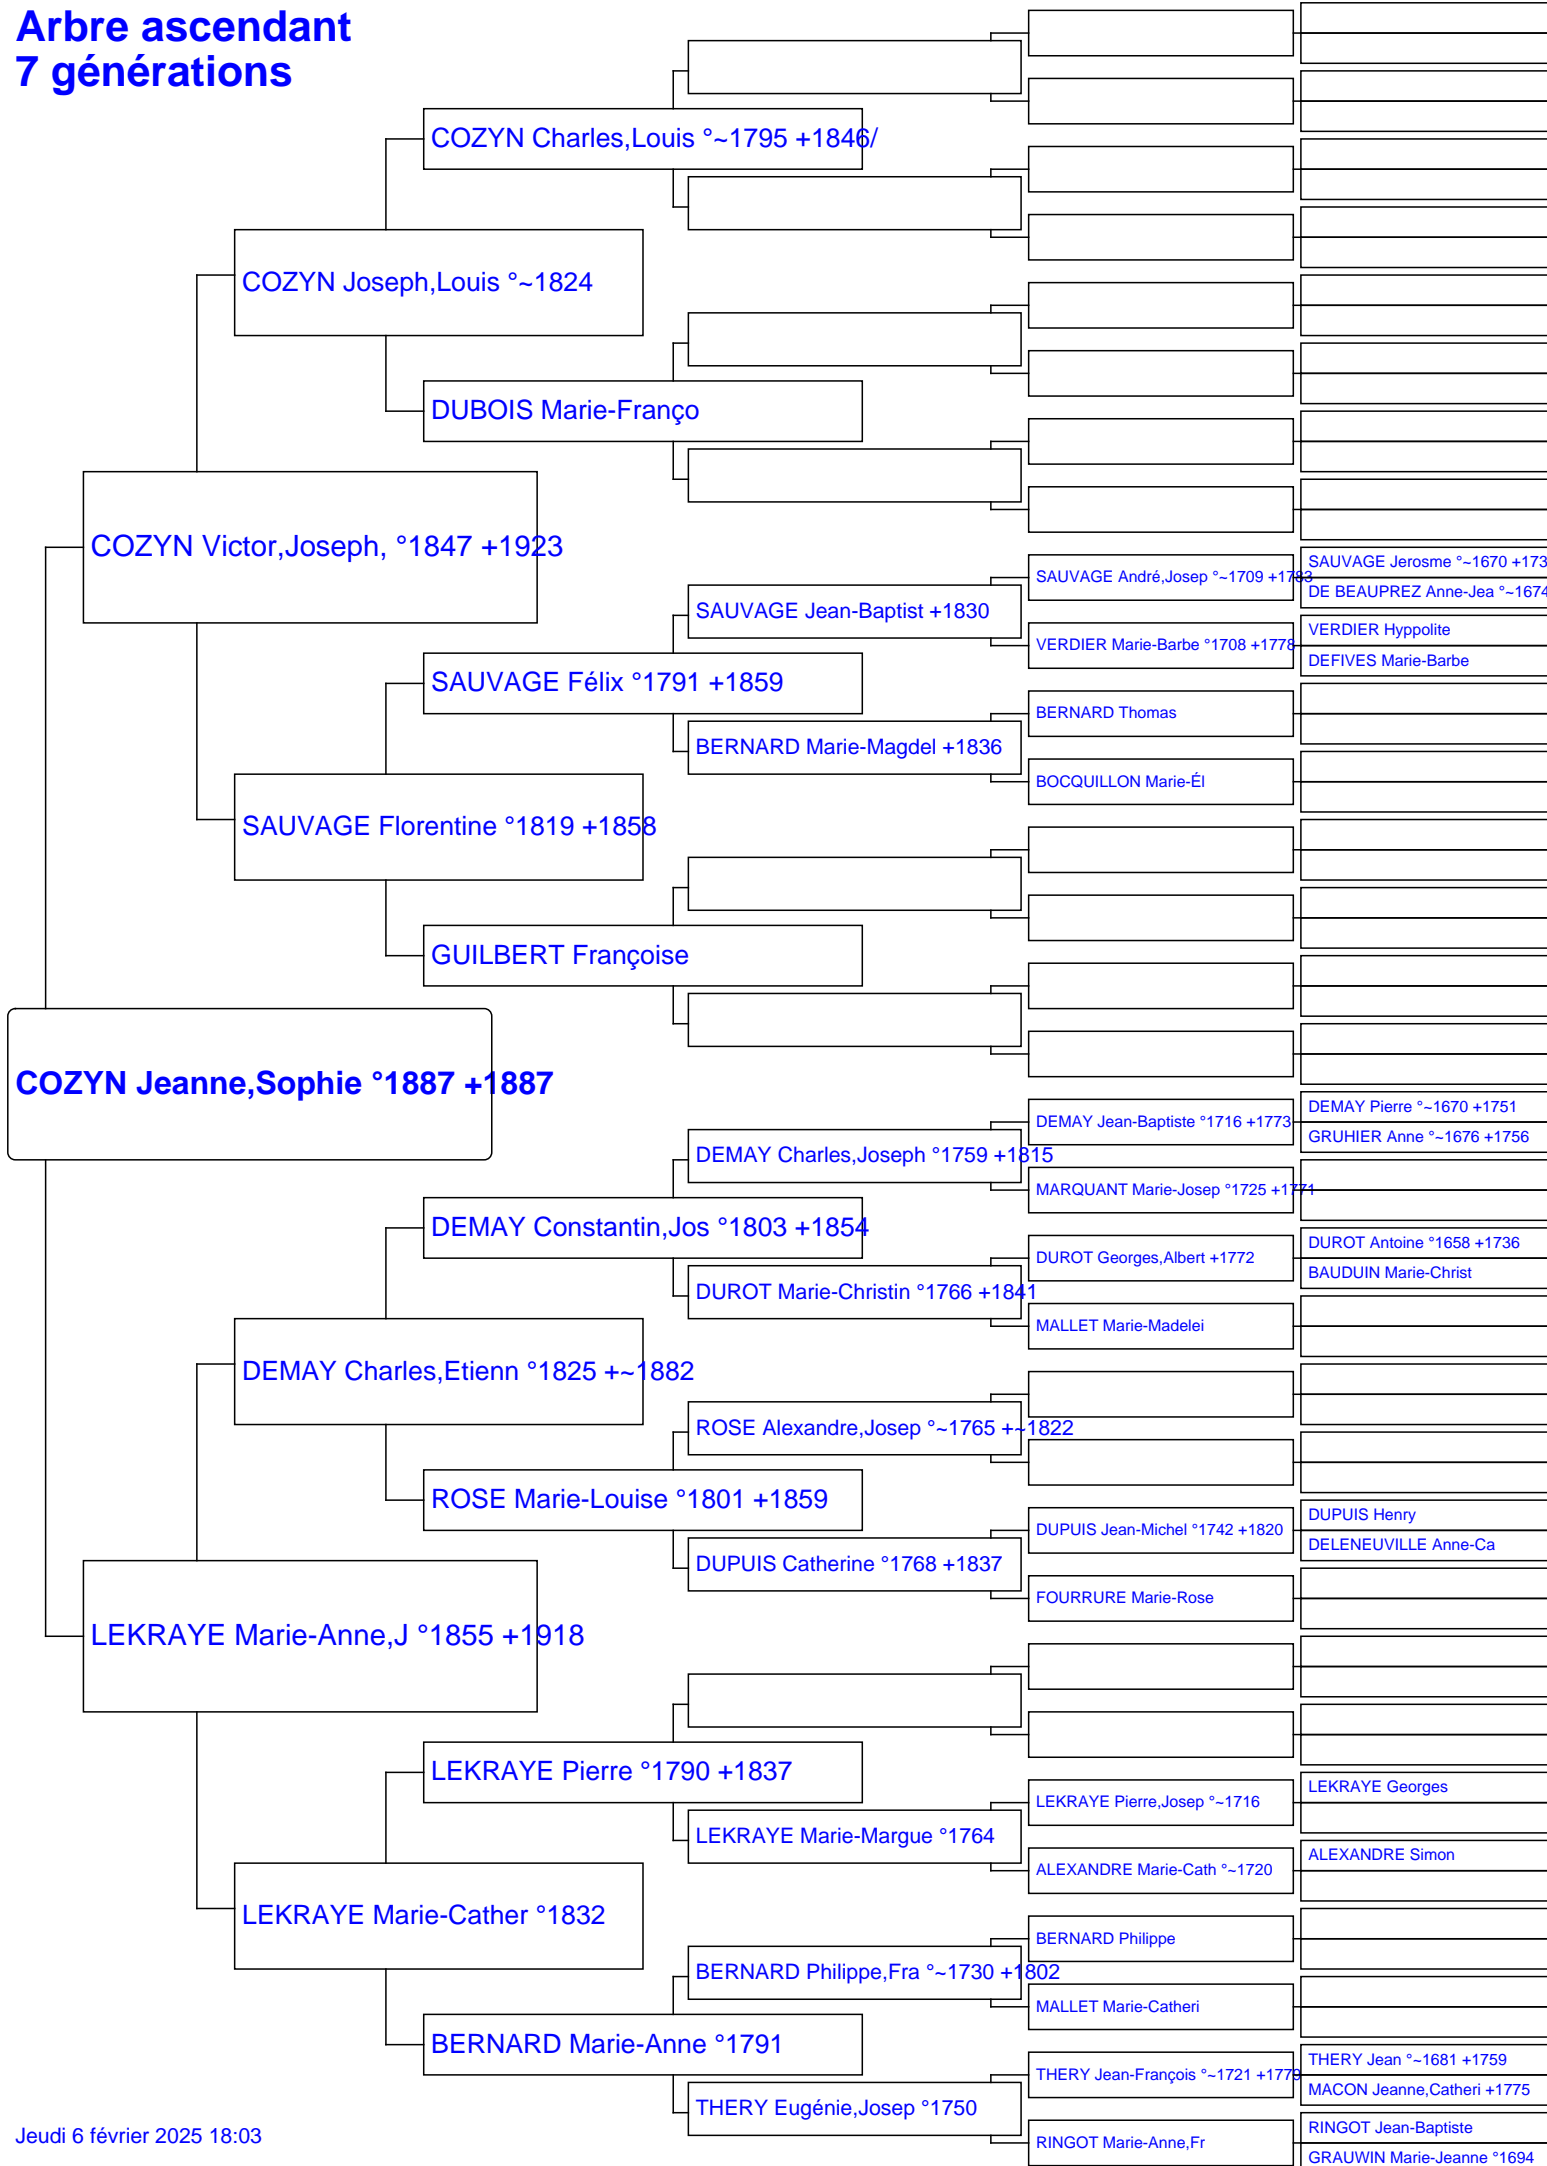 Arbre ascendant
7 générations
COZYN Charles,Louis °~1795 +1846/
COZYN Joseph,Louis °~1824
DUBOIS Marie-Franço
COZYN Victor,Joseph, °1847 +1923
SAUVAGE Jerosme °~1670 +173
SAUVAGE André,Josep °~1709 +1783
DE BEAUPREZ Anne-Jea °~1674
SAUVAGE Jean-Baptist +1830
VERDIER Hyppolite
VERDIER Marie-Barbe °1708 +1778
DEFIVES Marie-Barbe
SAUVAGE Félix °1791 +1859
BERNARD Thomas
BERNARD Marie-Magdel +1836
BOCQUILLON Marie-Él
SAUVAGE Florentine °1819 +1858
GUILBERT Françoise
COZYN Jeanne,Sophie °1887 +1887
DEMAY Pierre °~1670 +1751
DEMAY Jean-Baptiste °1716 +1773
GRUHIER Anne °~1676 +1756
DEMAY Charles,Joseph °1759 +1815
MARQUANT Marie-Josep °1725 +1771
DEMAY Constantin,Jos °1803 +1854
DUROT Antoine °1658 +1736
DUROT Georges,Albert +1772
BAUDUIN Marie-Christ
DUROT Marie-Christin °1766 +1841
MALLET Marie-Madelei
DEMAY Charles,Etienn °1825 +~1882
ROSE Alexandre,Josep °~1765 +~1822
ROSE Marie-Louise °1801 +1859
DUPUIS Henry
DUPUIS Jean-Michel °1742 +1820
DELENEUVILLE Anne-Ca
DUPUIS Catherine °1768 +1837
FOURRURE Marie-Rose
LEKRAYE Marie-Anne,J °1855 +1918
LEKRAYE Pierre °1790 +1837
LEKRAYE Georges
LEKRAYE Pierre,Josep °~1716
LEKRAYE Marie-Margue °1764
ALEXANDRE Simon
ALEXANDRE Marie-Cath °~1720
LEKRAYE Marie-Cather °1832
BERNARD Philippe
BERNARD Philippe,Fra °~1730 +1802
MALLET Marie-Catheri
BERNARD Marie-Anne °1791
THERY Jean °~1681 +1759
THERY Jean-François °~1721 +1779
MACON Jeanne,Catheri +1775
THERY Eugénie,Josep °1750
RINGOT Jean-Baptiste
RINGOT Marie-Anne,Fr
GRAUWIN Marie-Jeanne °1694
Jeudi 6 février 2025 18:03